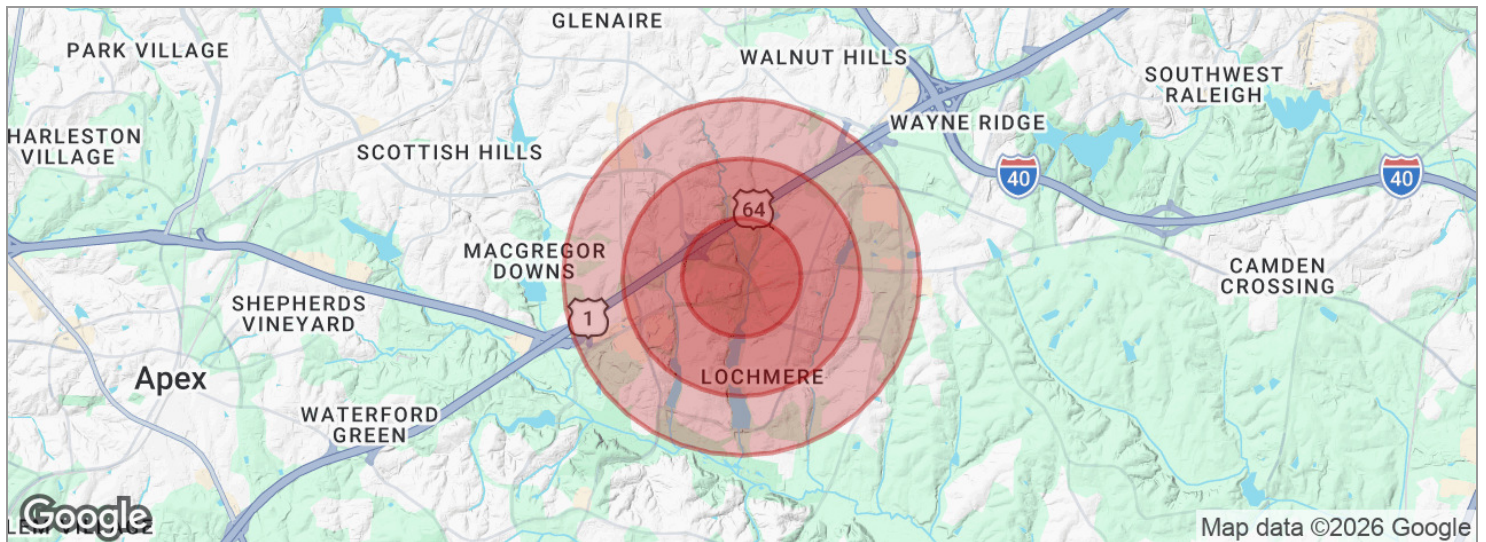 GLENAIRE
PARK VILLAGE
WALNUT HILLS
SOUTHWEST
RALEIGH
WAYNE RIDGE
HARLESTON
VILLAGE
SCOTTISH HILLS
40
40
64
MACGREGOR
DOWNS
CAMDEN
CROSSING
SHEPHERDS
VINEYARD
1
Apex
LOCHMERE
WATERFORD
GREEN
Google
Map data ©2026 Google